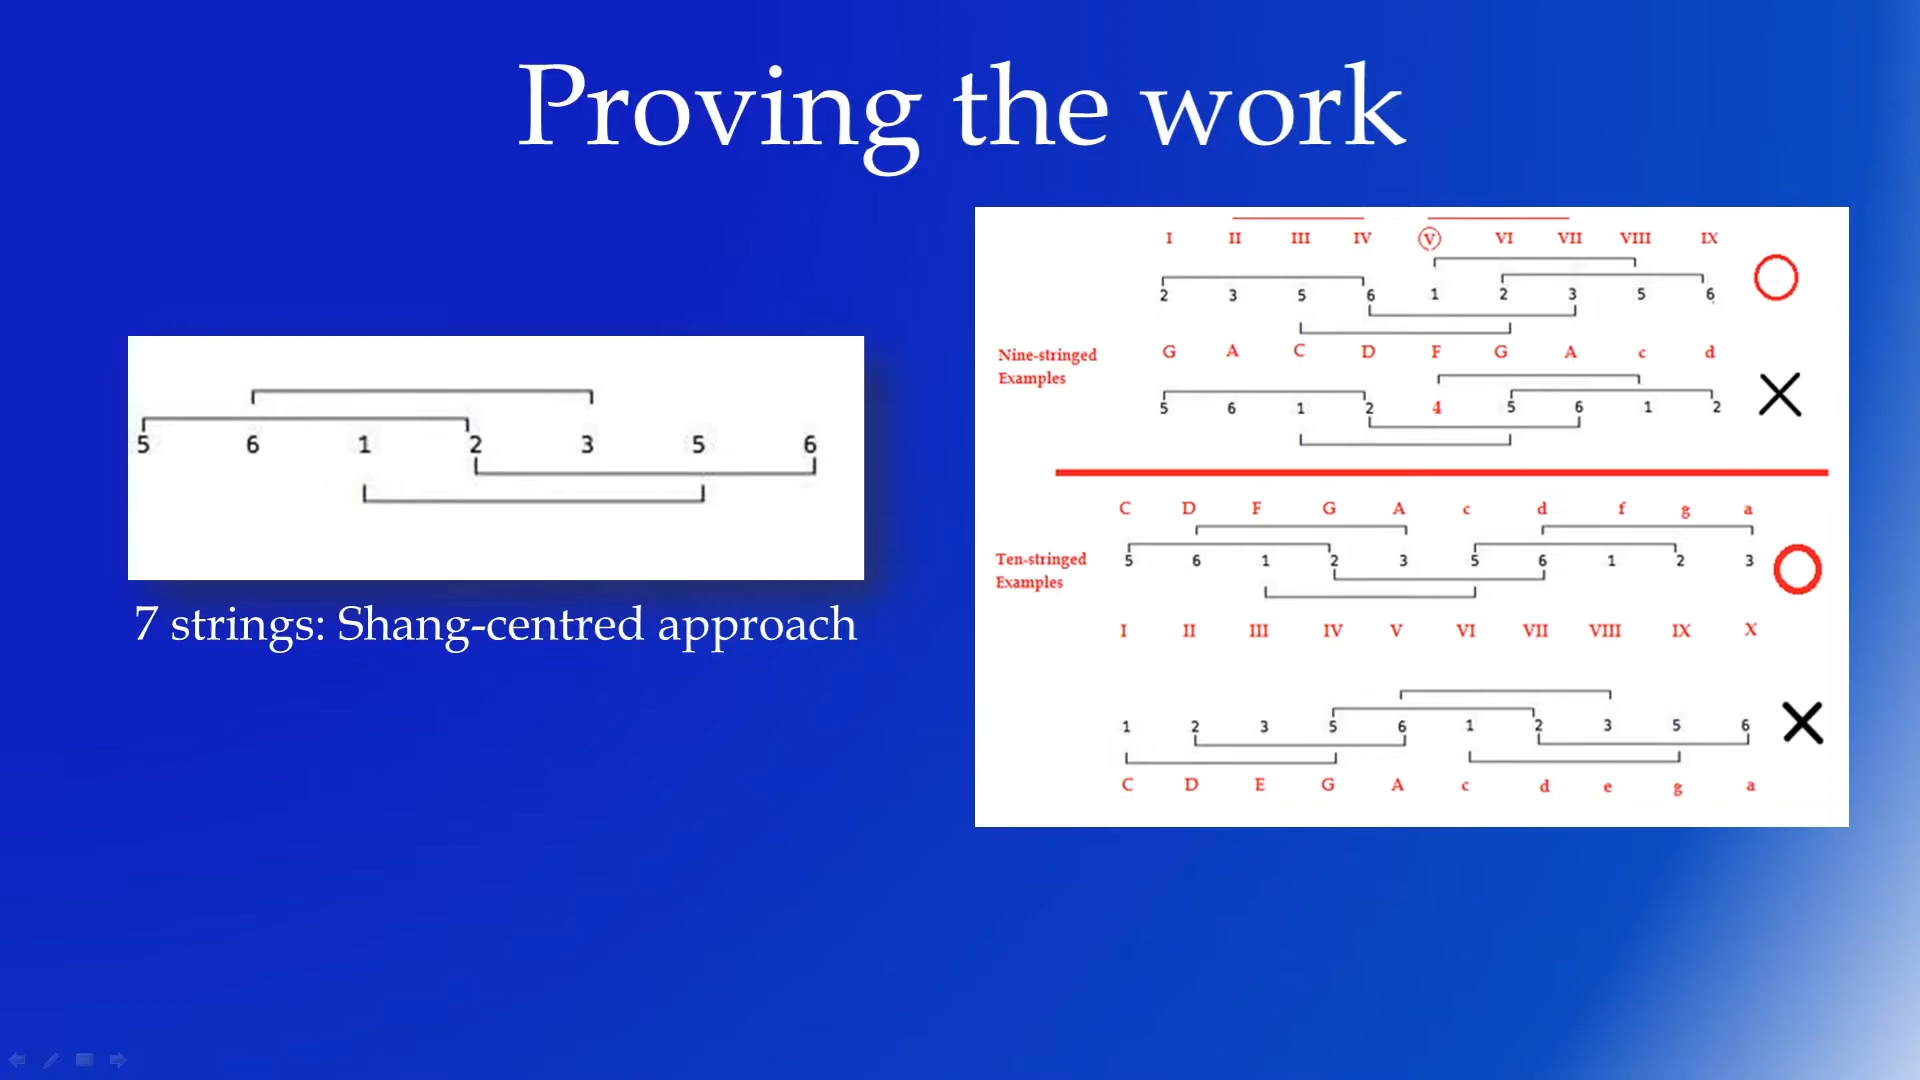 Proving the work
5 6 1 2 3 5 6
7 strings: Shang-centred approach
I II III IV V VI VII VIII IX
2 3 5 6 1 2 3 5 6
Nine-stringed
Examples
G A C D F G A c d
5 6 1 2 4 5 6 1 2
C D F G A c d f g a
Ten-stringed
Examples
5 6 1 2 3 5 6 1 2 3
I II III IV V VI VII VIII IX X
1 2 3 5 6 1 2 3 5 6
C D E G A c d e g a